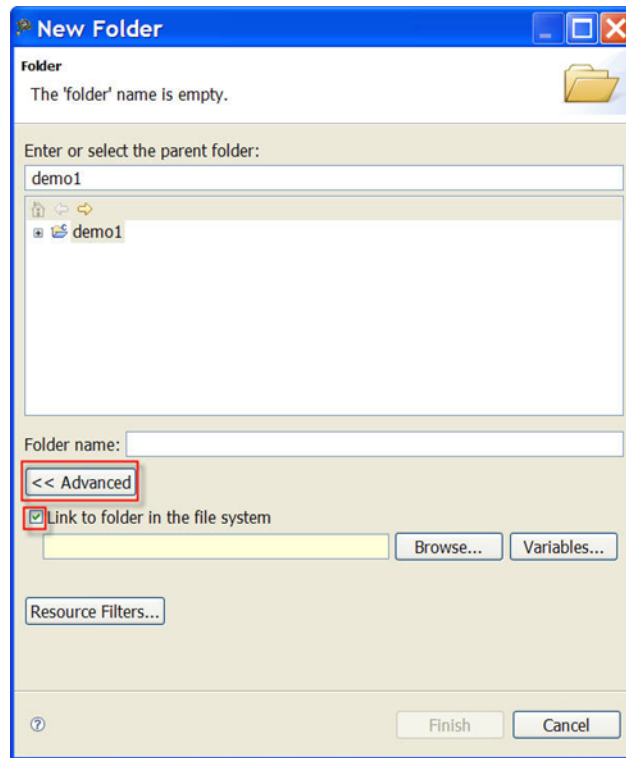 New Folder
Folder
The 'folder' name is empty.
Enter or select the parent folder:
demo1
demo1
Folder name:
<< Advanced
Link to folder in the file system
Browse... Variables...
Resource Filters...
Finish Cancel